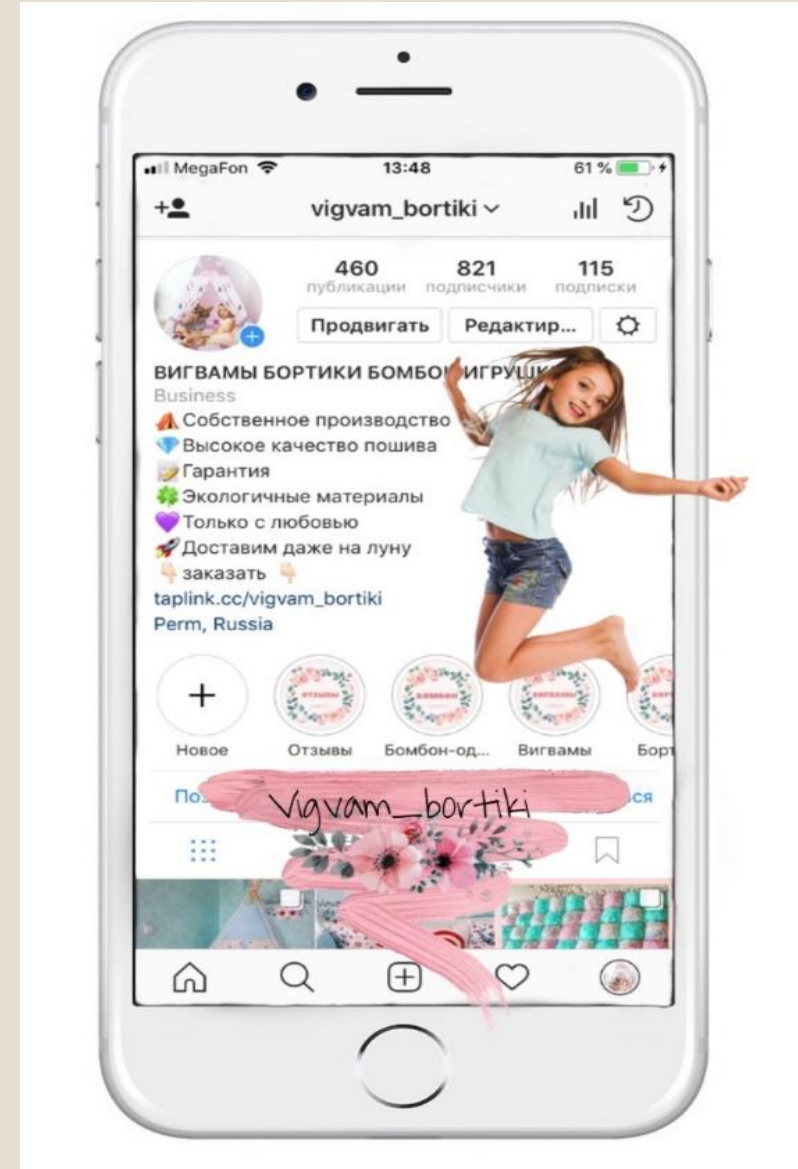 MegaFon 13:48 61 %
vigvam_bortiki
460 821 115
публикации подписчики подписки
Продвигать Редактир...
ВИГВАМЫ БОРТИКИ
Business
Собственное производство
Высокое качество пошива
Гарантия
Экологичные материалы
Только с любовью
Доставим даже на луну
заказать
taplink.cc/vigvam_bortiki
Perm, Russia
ОТЗЫВЫ БОМБОН ВИГВАМЫ
Новое Отзывы Бомбон-од... Вигвамы
Vigvam_bortiki